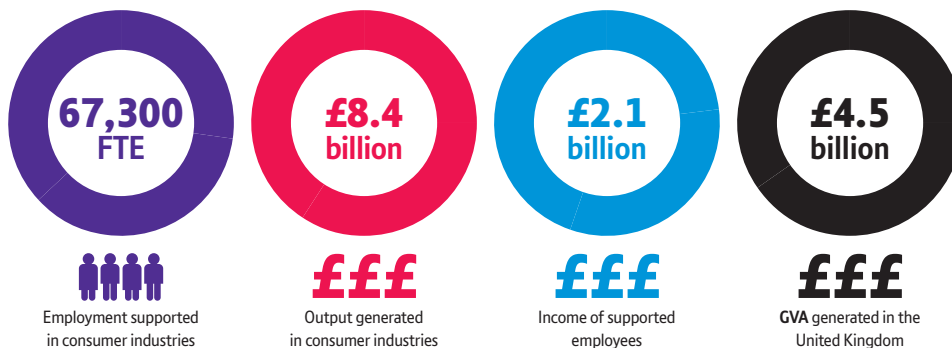 67,300
FTE
£8.4
billion
£2.1
billion
£4.5
billion
£££
£££
£££
Employment supported
in consumer industries
Output generated
in consumer industries
Income of supported
employees
GVA generated in the
United Kingdom